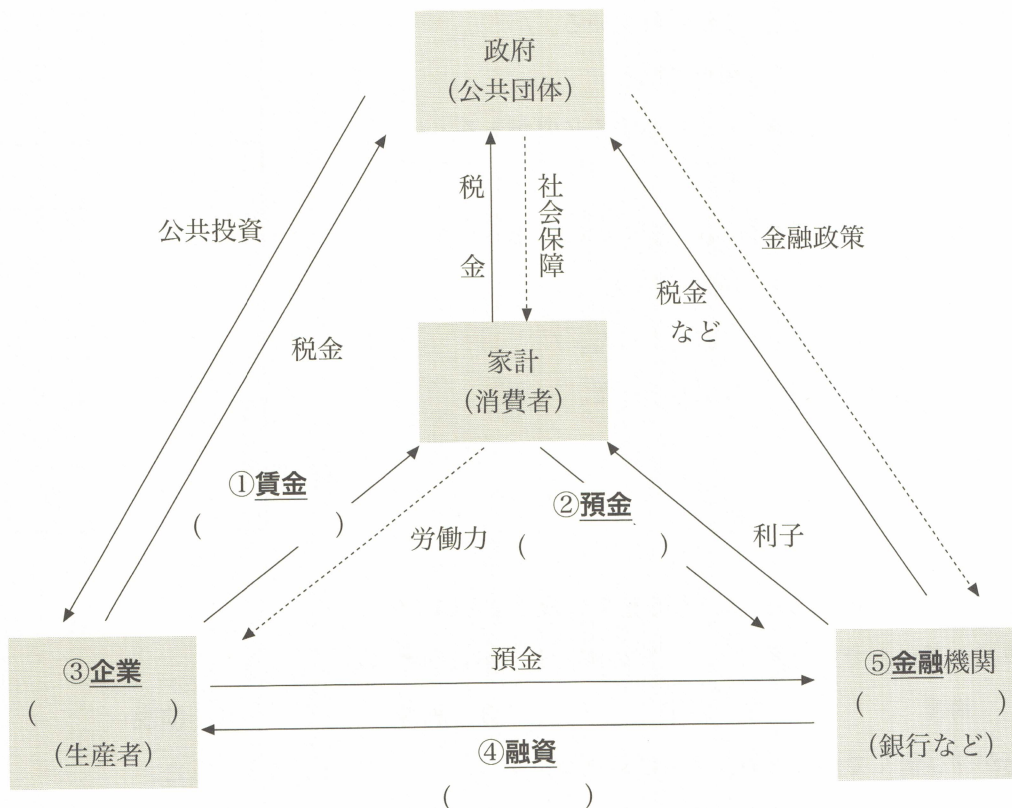 政府
（公共団体）
公共投資
税金
税金
社会保障
税金
など
金融政策
家計
（消費者）
①賃金
（　　　　）
労働力
②預金
（　　　　）
利子
③企業
（　　　　）
（生産者）
預金
④融資
（　　　　）
⑤金融機関
（　　　　）
（銀行など）